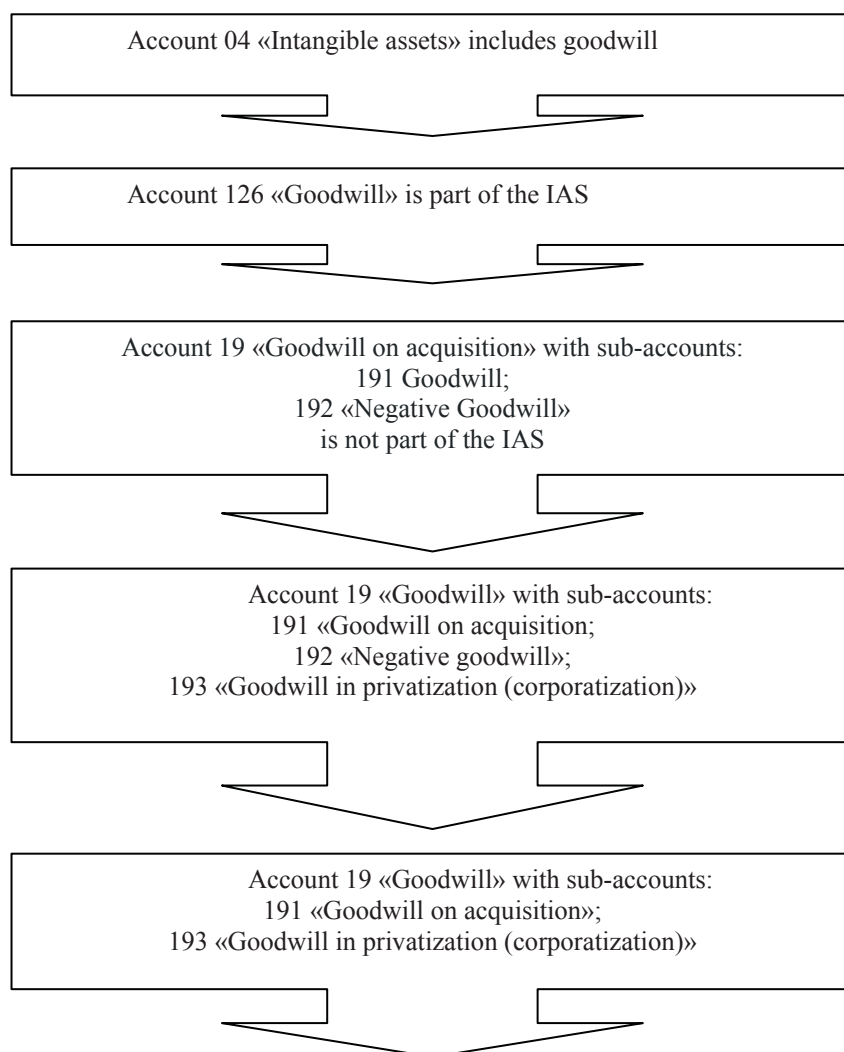 Account 04 «Intangible assets» includes goodwill
Account 126 «Goodwill» is part of the IAS
Account 19 «Goodwill on acquisition» with sub-accounts:
191 Goodwill;
192 «Negative Goodwill»
is not part of the IAS
Account 19 «Goodwill» with sub-accounts:
191 «Goodwill on acquisition;
192 «Negative goodwill»;
193 «Goodwill in privatization (corporatization)»
Account 19 «Goodwill» with sub-accounts:
191 «Goodwill on acquisition»;
193 «Goodwill in privatization (corporatization)»